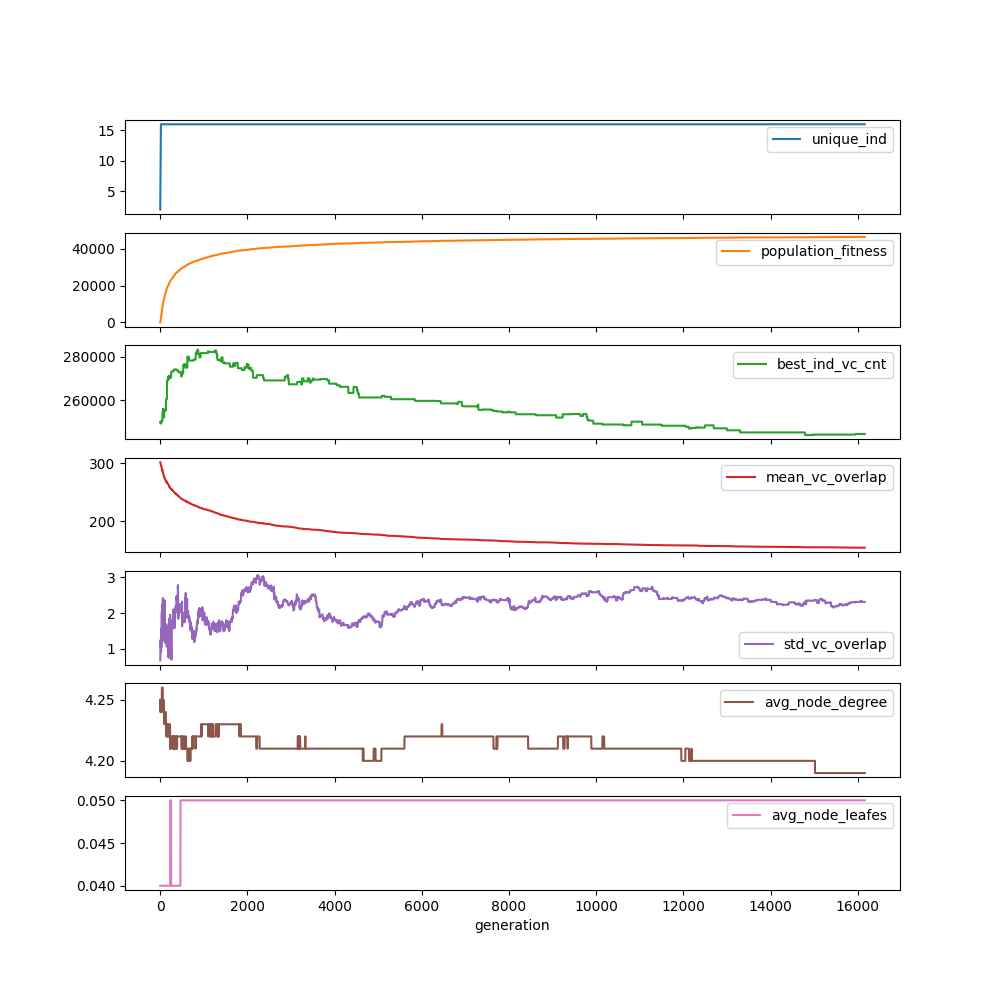 15
10
5
unique_ind
40000
20000
0
population_fitness
280000
260000
best_ind_vc_cnt
300
200
mean_vc_overlap
3
2
1
std_vc_overlap
4.25
4.20
avg_node_degree
0.050
0.045
0.040
avg_node_leafes
0 2000 4000 6000 8000 10000 12000 14000 16000
generation